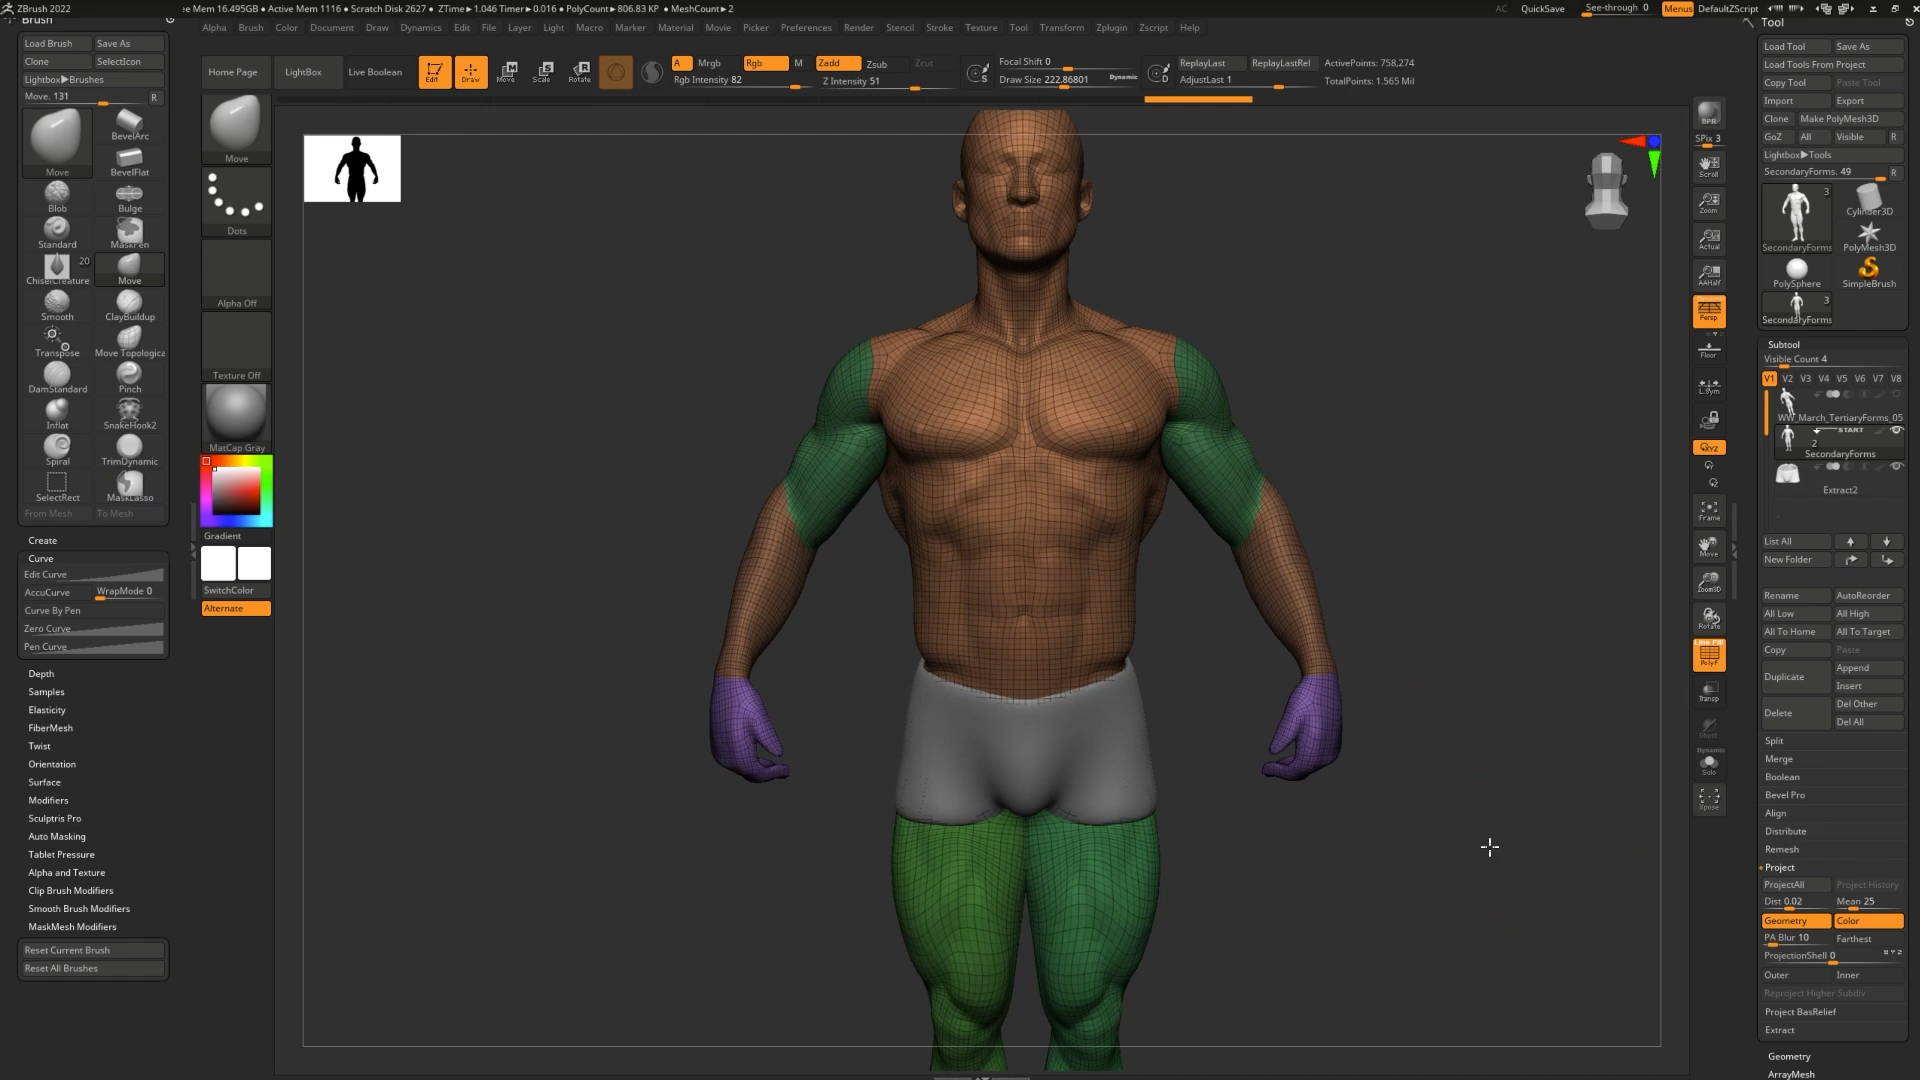 ZBrush 2022
Mem 16.495GB • Active Mem 1116 • Scratch Disk 2627 • ZTime▸1.046 Timer▸0.016 • PolyCount▸806.83 KP • MeshCount▸2
AC QuickSave See-through 0 Menus DefaultZScript
Brush
Alpha Brush Color Document Draw Dynamics Edit File Layer Light Macro Marker Material Movie Picker Preferences Render Stencil Stroke Texture Tool Transform Zplugin Zscript Help
Tool
Load Brush Save As
Clone SelectIcon
Lightbox▸Brushes
Move. 131 R
Move
BevelArc
BevelFlat
Blob Bulge
Standard MaskPen
20
ChiselCreature Move
Smooth ClayBuildup
Transpose Move Topologica
DamStandard Pinch
Inflat SnakeHook2
Spiral TrimDynamic
SelectRect MaskLasso
From Mesh To Mesh
Create
Curve
Edit Curve
AccuCurve WrapMode 0
Curve By Pen
Zero Curve
Pen Curve
Depth
Samples
Elasticity
FiberMesh
Twist
Orientation
Surface
Modifiers
Sculptris Pro
Auto Masking
Tablet Pressure
Alpha and Texture
Clip Brush Modifiers
Smooth Brush Modifiers
MaskMesh Modifiers
Reset Current Brush
Reset All Brushes
Home Page LightBox Live Boolean
Edit Draw Move Scale Rotate
A Mrgb Rgb M Zadd Zsub Zcut
Rgb Intensity 82 Z Intensity 51
S
Focal Shift 0
Draw Size 222.86801 Dynamic
D
ReplayLast ReplayLastRel
AdjustLast 1
ActivePoints: 758,274
TotalPoints: 1.565 Mil
Move
Dots
Alpha Off
Texture Off
MatCap Gray
Gradient
SwitchColor
Alternate
BPR
SPix 3
Scroll
Zoom
Actual
AAHalf
Persp
Floor
L.Sym
Qxyz
Frame
Move
Zoom3D
Rotate
Line Fill
PolyF
Transp
Ghost
Dynamic
Solo
Xpose
Load Tool Save As
Load Tools From Project
Copy Tool Paste Tool
Import Export
Clone Make PolyMesh3D
GoZ All Visible R
Lightbox▸Tools
SecondaryForms. 49 R
3
SecondaryForms Cylinder3D
PolyMesh3D
PolySphere SimpleBrush
3
SecondaryForms
Subtool
Visible Count 4
V1 V2 V3 V4 V5 V6 V7 V8
WW_March_TertiaryForms_05
START
2
SecondaryForms
Extract2
List All
New Folder
Rename AutoReorder
All Low All High
All To Home All To Target
Copy Paste
Duplicate Append
Insert
Delete Del Other
Del All
Split
Merge
Boolean
Bevel Pro
Align
Distribute
Remesh
Project
ProjectAll Project History
Dist 0.02 Mean 25
Geometry Color
PA Blur 10 Farthest
ProjectionShell 0
Outer Inner
Reproject Higher Subdiv
Project BasRelief
Extract
Geometry
ArrayMesh